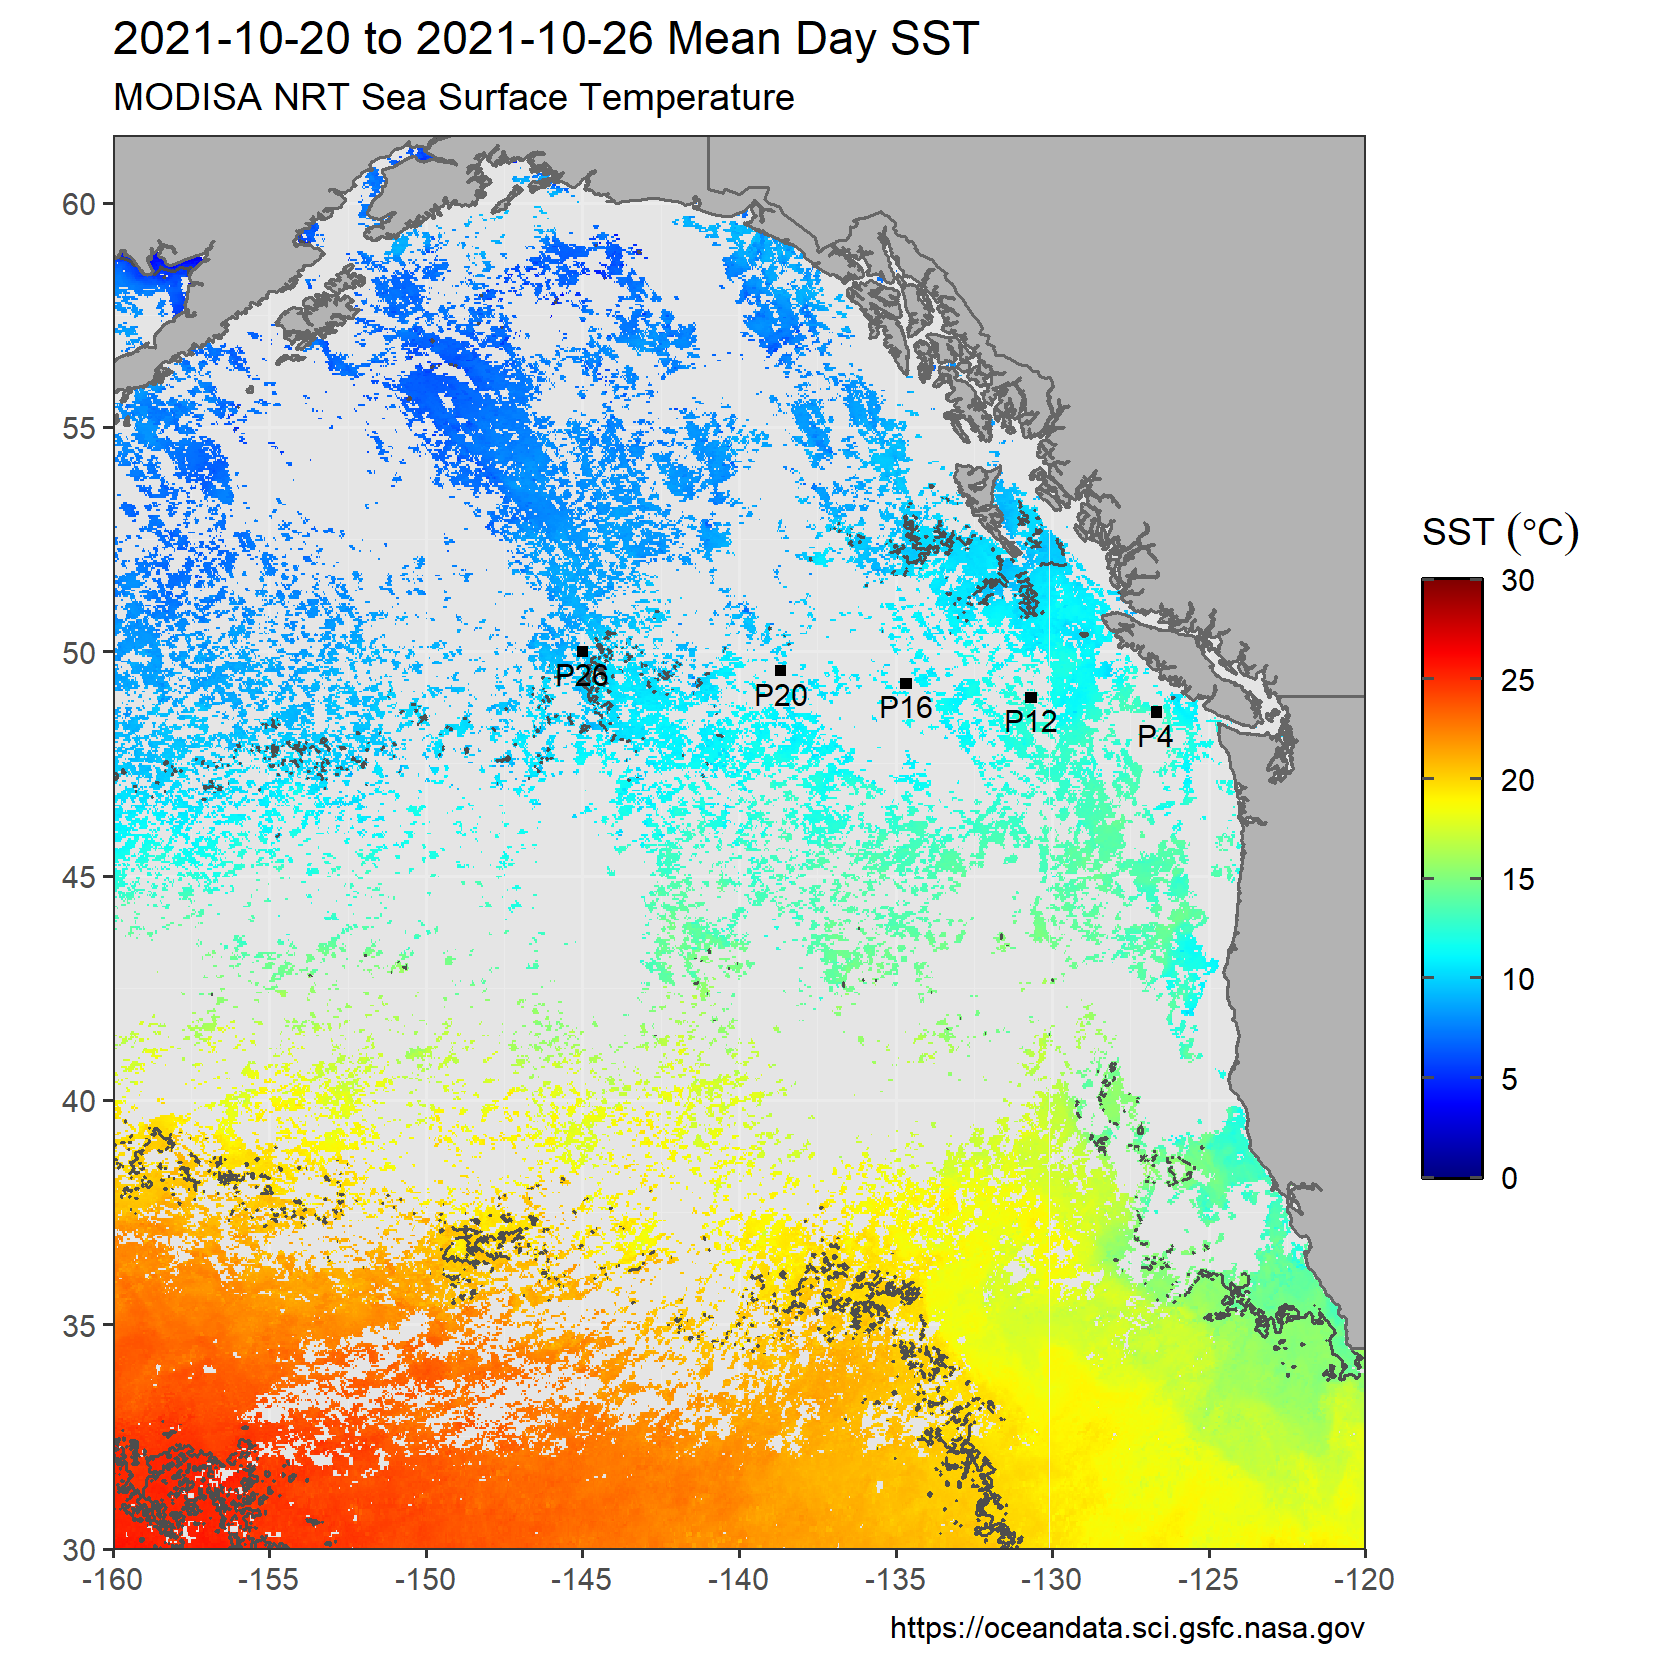 2021-10-20 to 2021-10-26 Mean Day SST
MODISA NRT Sea Surface Temperature
60
55
50
45
40
35
30
-160
-155
-150
-145
-140
-135
-130
-125
-120
P26
P20
P16
P12
P4
SST (°C)
30
25
20
15
10
5
0
https://oceandata.sci.gsfc.nasa.gov